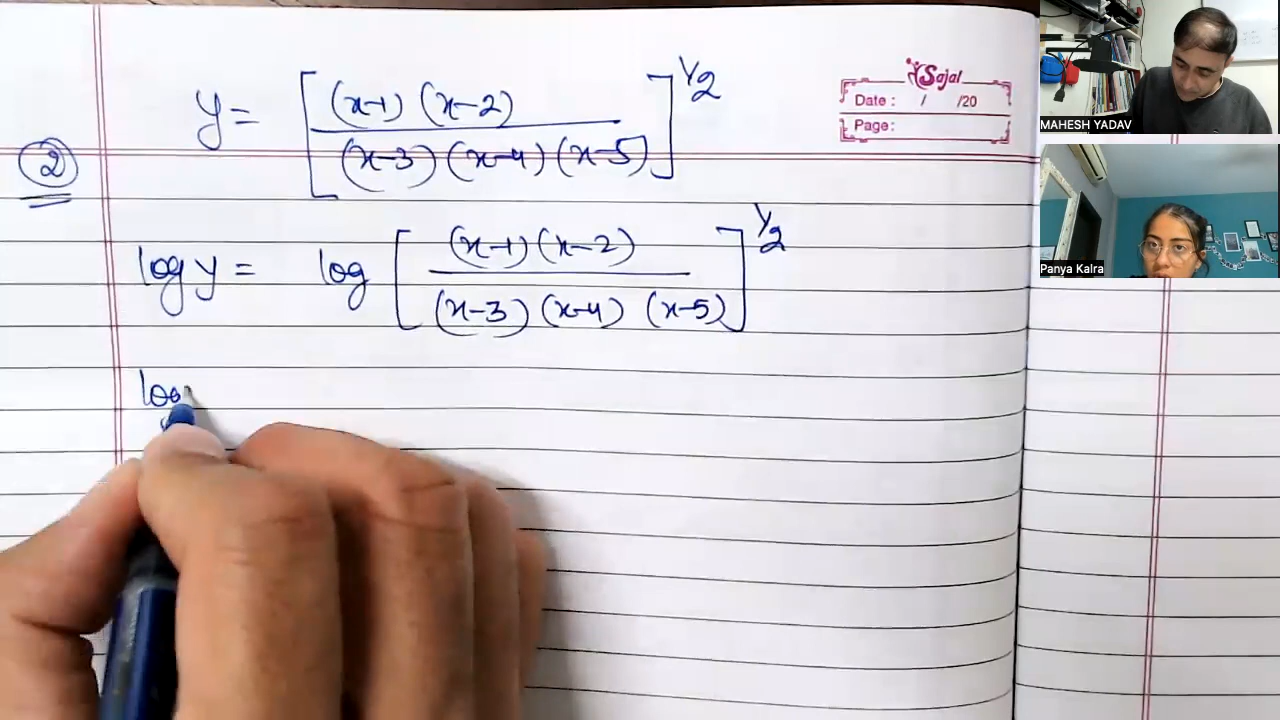 y = [ (x-1) (x-2) / (x-3) (x-4) (x-5) ]^1/2
②
log y = log [ (x-1) (x-2) / (x-3) (x-4) (x-5) ]^1/2
log
Sajal
Date : / /20
Page:
MAHESH YADAV
Panya Kalra